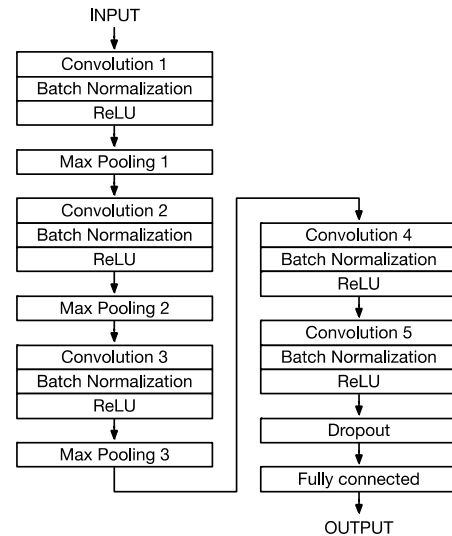 INPUT
Convolution 1
Batch Normalization
ReLU
Max Pooling 1
Convolution 2
Batch Normalization
ReLU
Max Pooling 2
Convolution 3
Batch Normalization
ReLU
Max Pooling 3
Convolution 4
Batch Normalization
ReLU
Convolution 5
Batch Normalization
ReLU
Dropout
Fully connected
OUTPUT